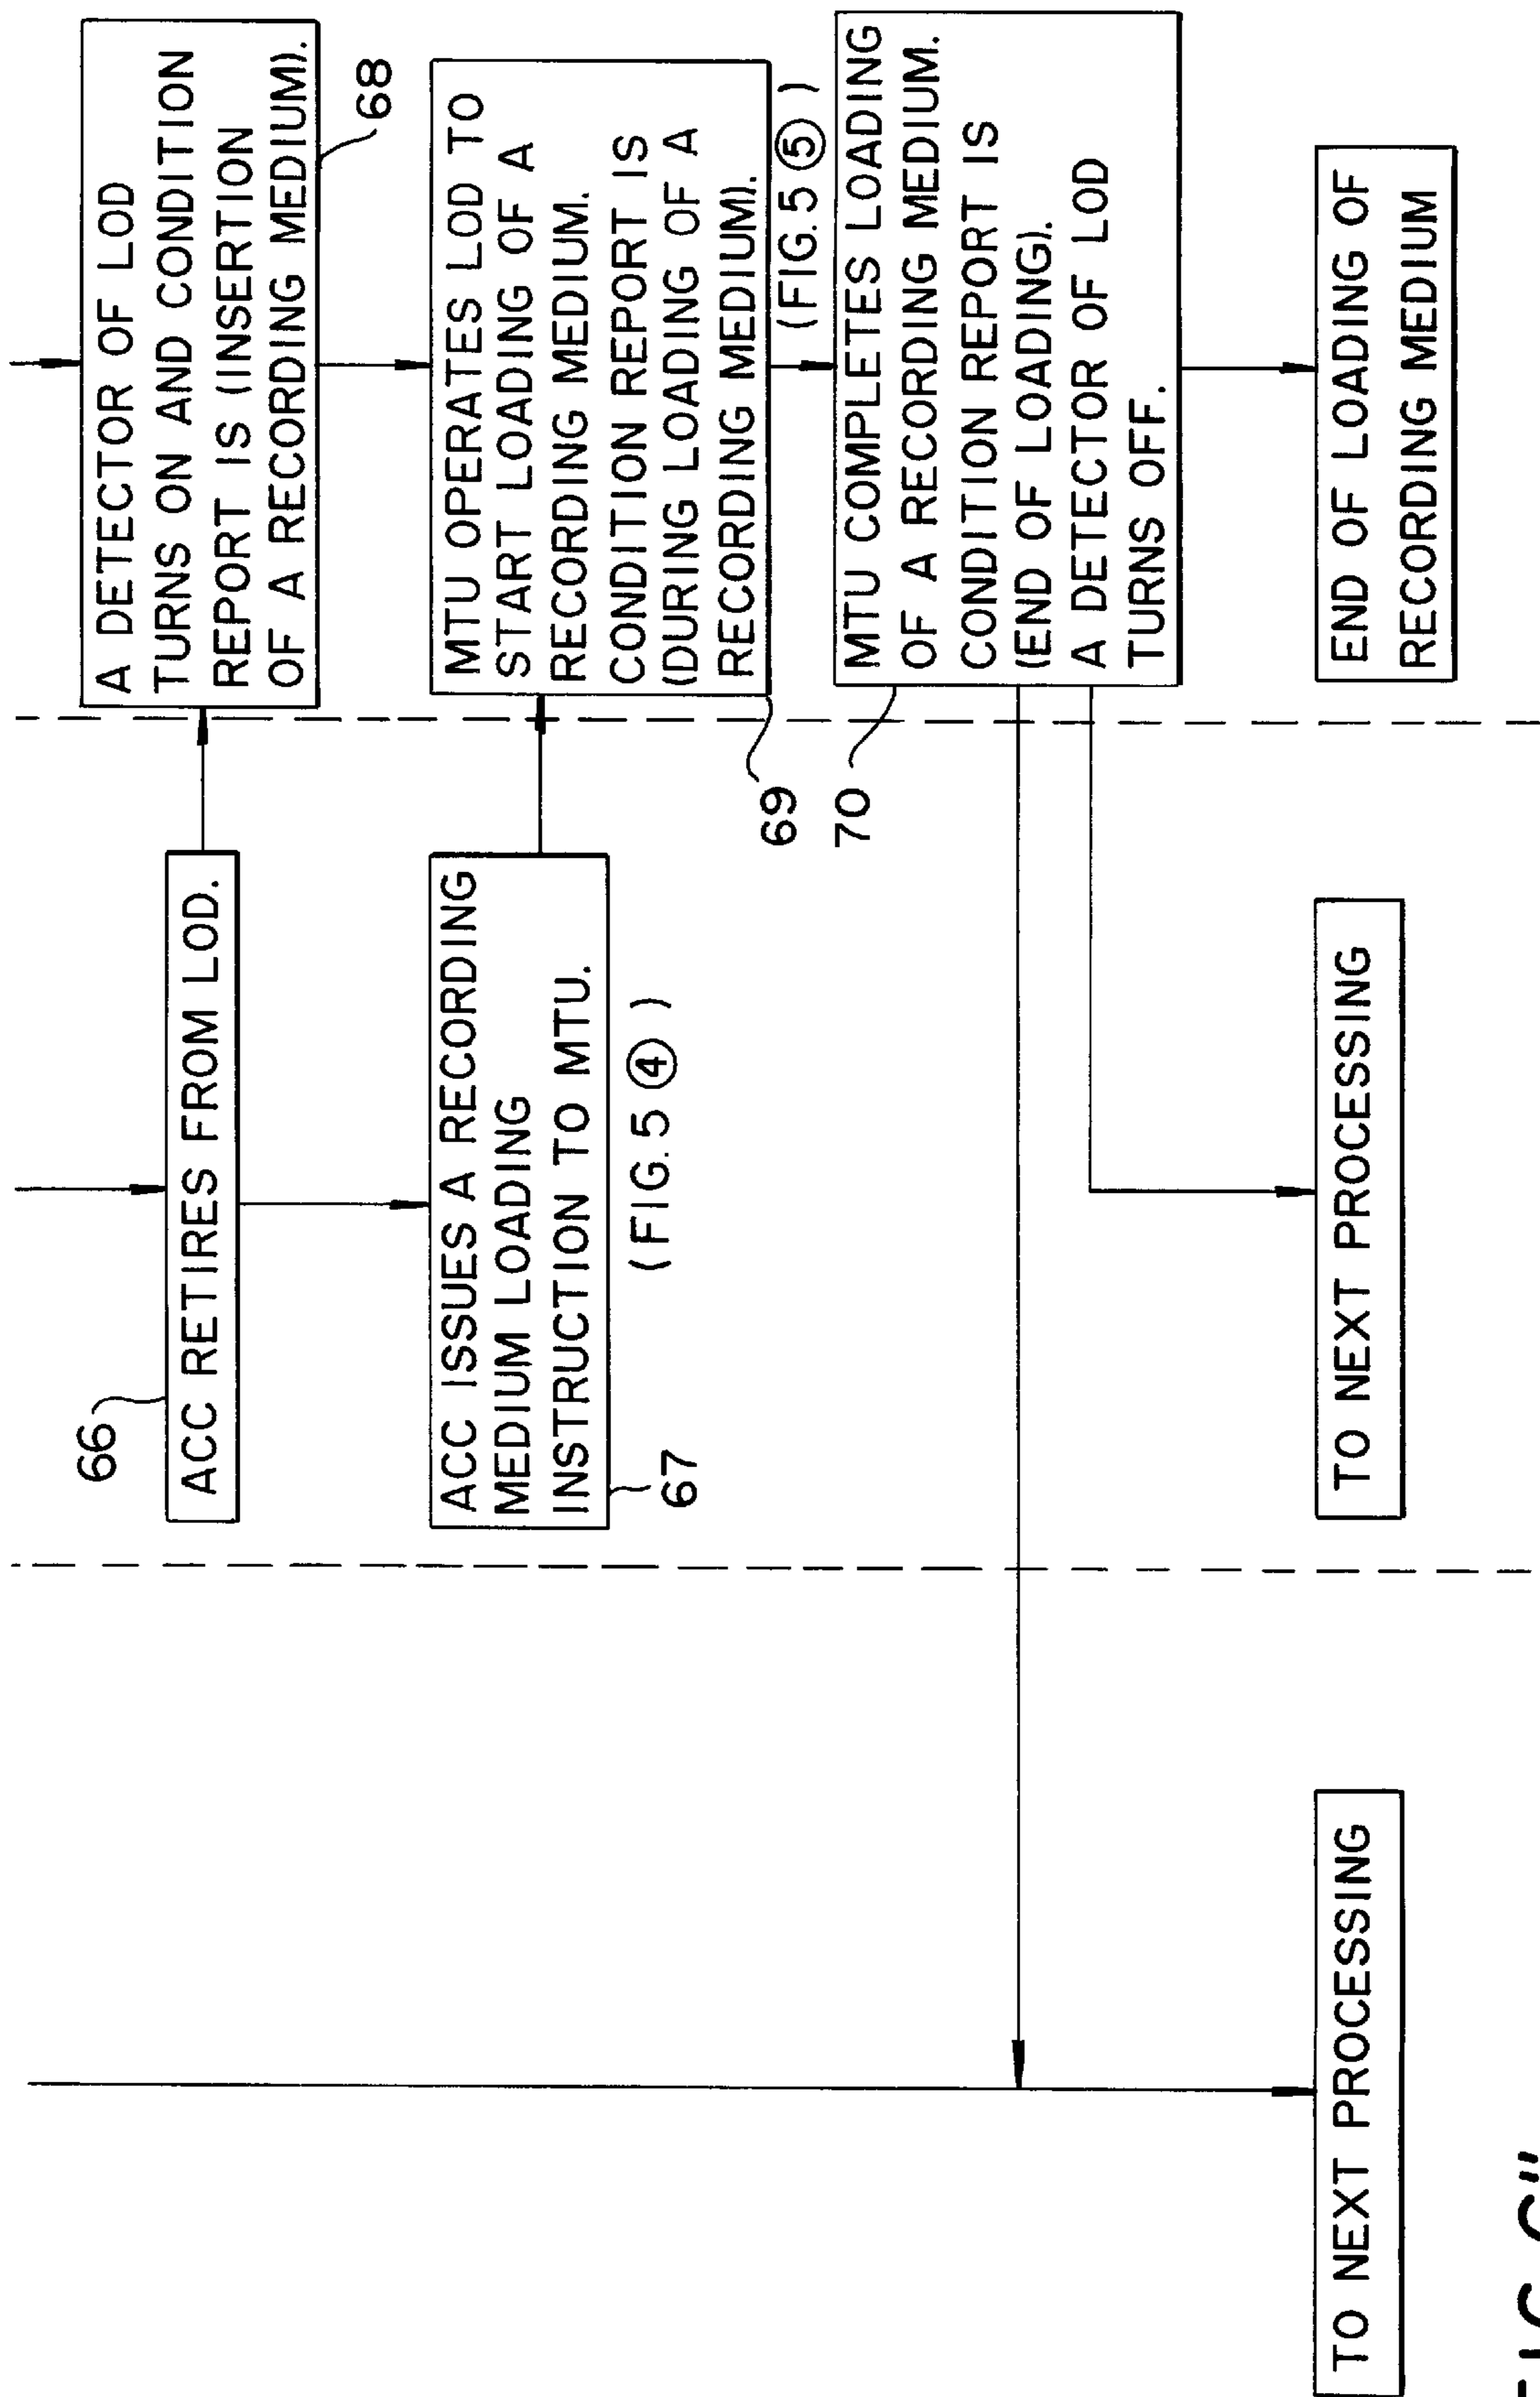 66
ACC RETIRES FROM LOD.
A DETECTOR OF LOD
TURNS ON AND CONDITION
REPORT IS (INSERTION
OF A RECORDING MEDIUM).
68
ACC ISSUES A RECORDING
MEDIUM LOADING
INSTRUCTION TO MTU.
67
(FIG.5 ④ )
MTU OPERATES LOD TO
START LOADING OF A
RECORDING MEDIUM.
CONDITION REPORT IS
(DURING LOADING OF A
RECORDING MEDIUM).
69
(FIG.5 ⑤ )
70
MTU COMPLETES LOADING
OF A RECORDING MEDIUM.
CONDITION REPORT IS
(END OF LOADING).
A DETECTOR OF LOD
TURNS OFF.
TO NEXT PROCESSING
TO NEXT PROCESSING
END OF LOADING OF
RECORDING MEDIUM